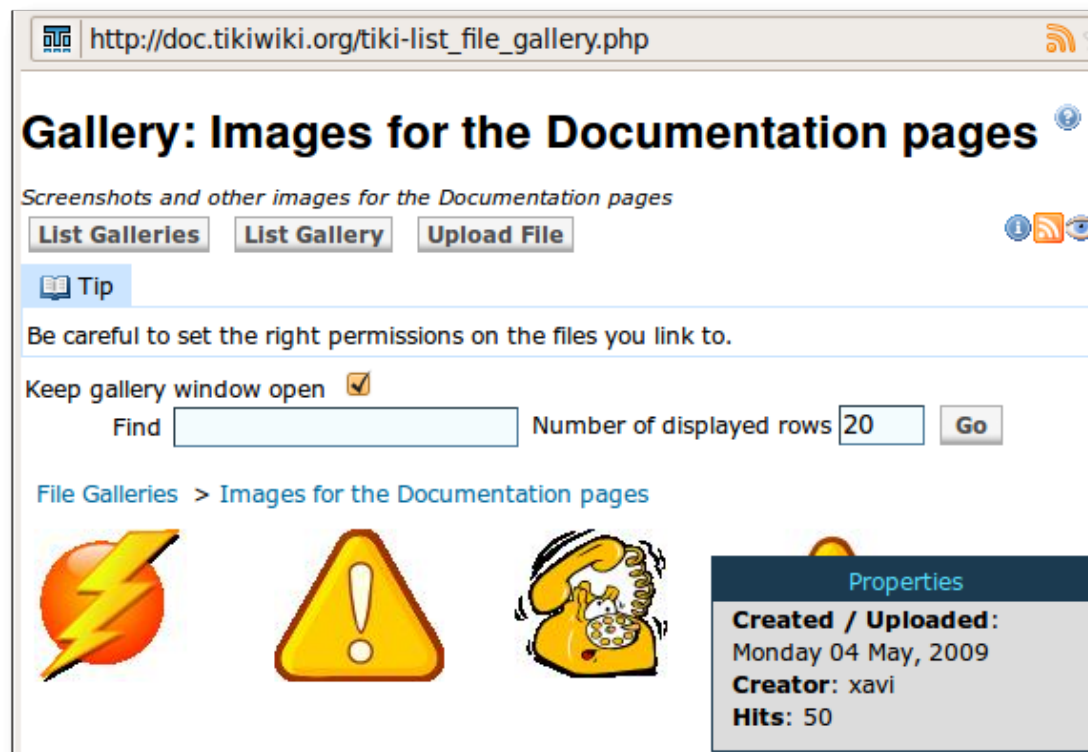 http://doc.tikiwiki.org/tiki-list_file_gallery.php
Gallery: Images for the Documentation pages
Screenshots and other images for the Documentation pages
List Galleries List Gallery Upload File
Tip
Be careful to set the right permissions on the files you link to.
Keep gallery window open
Find Number of displayed rows 20 Go
File Galleries > Images for the Documentation pages
Properties
Created / Uploaded:
Monday 04 May, 2009
Creator: xavi
Hits: 50